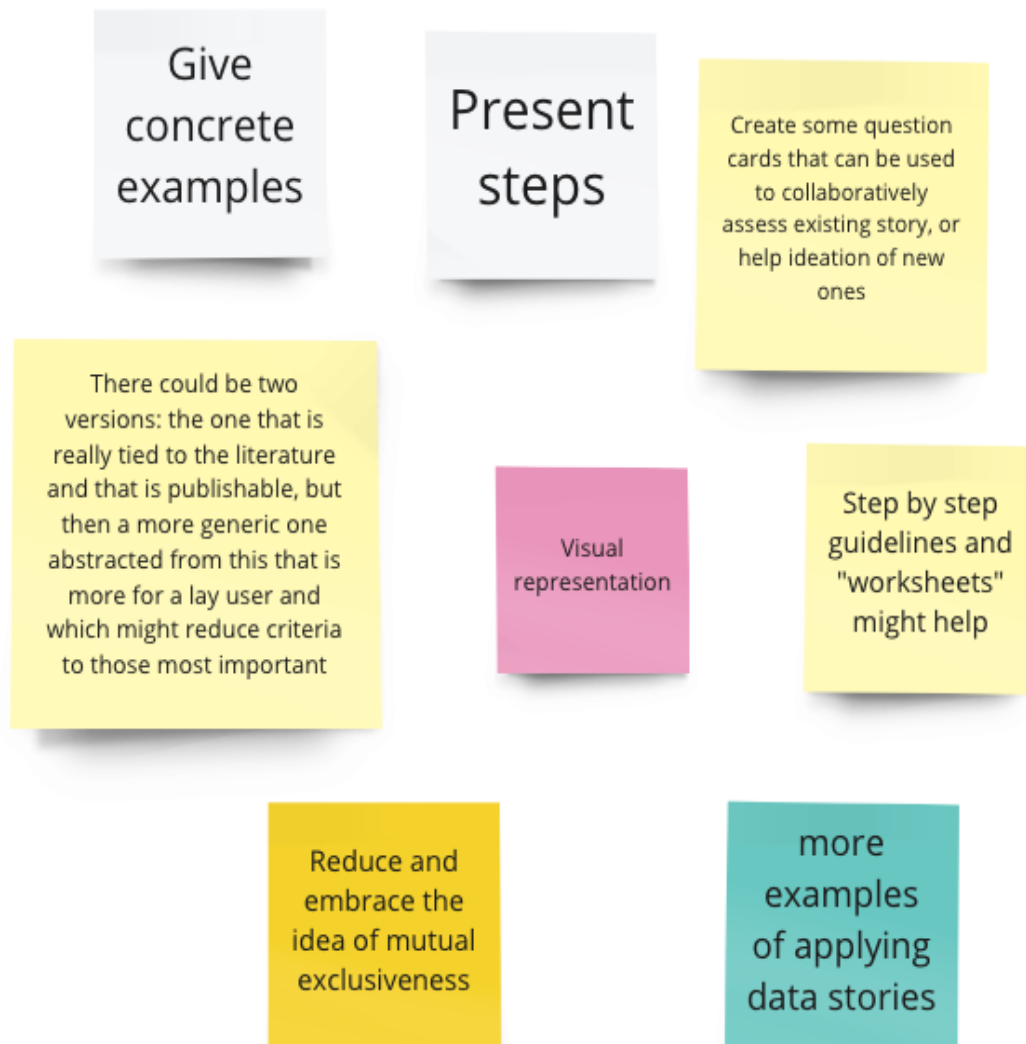 Give
concrete
examples
Present
steps
Create some question
cards that can be used
to collaboratively
assess existing story, or
help ideation of new
ones
There could be two
versions: the one that is
really tied to the literature
and that is publishable, but
then a more generic one
abstracted from this that is
more for a lay user and
which might reduce criteria
to those most important
Visual
representation
Step by step
guidelines and
"worksheets"
might help
Reduce and
embrace the
idea of mutual
exclusiveness
more
examples
of applying
data stories